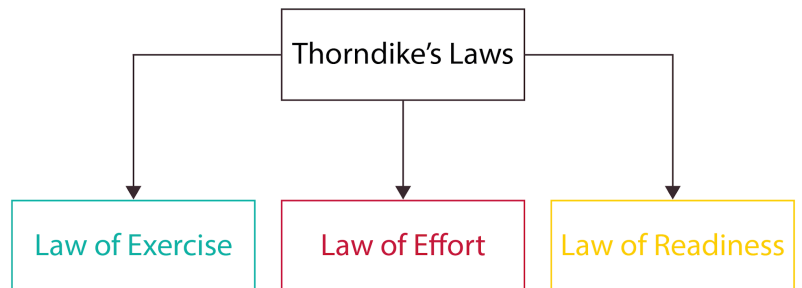 Thorndike’s Laws
Law of Exercise
Law of Effort
Law of Readiness